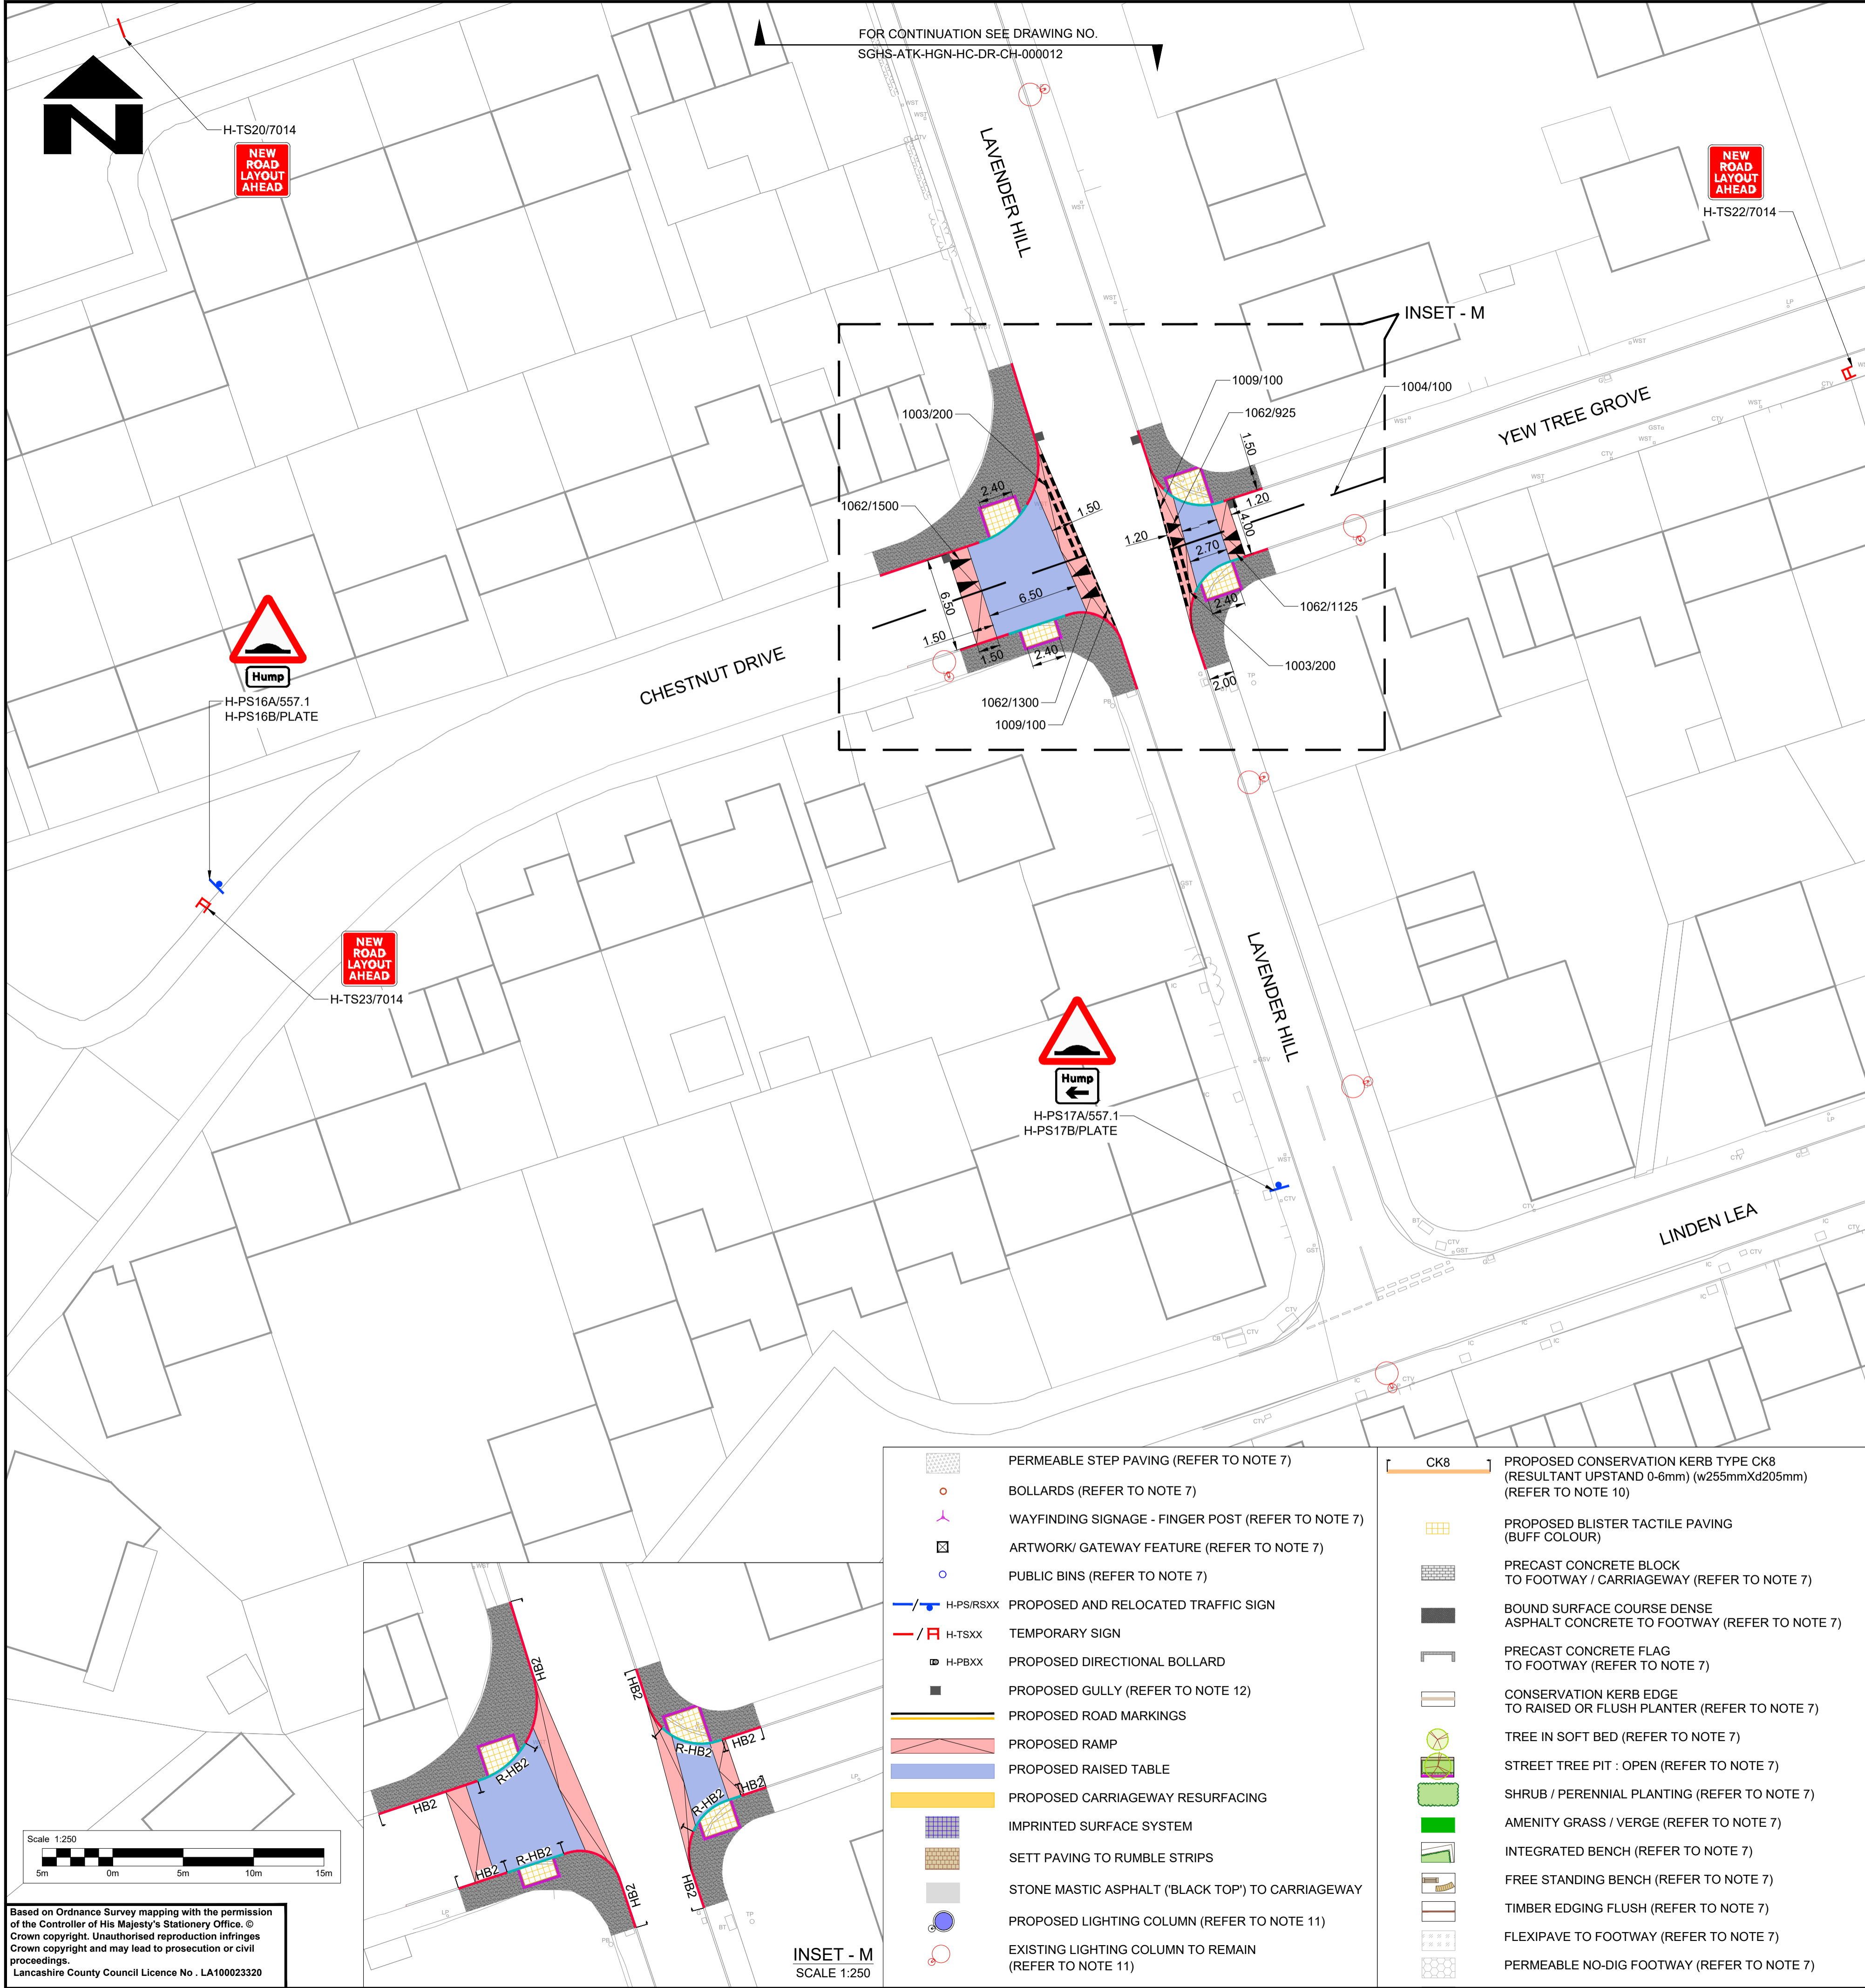 FOR CONTINUATION SEE DRAWING NO.
SGHS-ATK-HGN-HC-DR-CH-000012
N
H-TS20/7014
NEW
ROAD
LAYOUT
AHEAD
NEW
ROAD
LAYOUT
AHEAD
H-TS22/7014
LAVENDER HILL
INSET - M
YEW TREE GROVE
1009/100
1004/100
1003/200
1062/925
1.50
2.40
1062/1500
1.50
1.20
1.20
4.00
2.70
6.50
6.50
1062/1125
2.40
1.50
1.50
2.40
1003/200
2.00
1062/1300
1009/100
CHESTNUT DRIVE
Hump
H-PS16A/557.1
H-PS16B/PLATE
NEW
ROAD
LAYOUT
AHEAD
H-TS23/7014
LAVENDER HILL
Hump
H-PS17A/557.1
H-PS17B/PLATE
LINDEN LEA
PERMEABLE STEP PAVING (REFER TO NOTE 7)
BOLLARDS (REFER TO NOTE 7)
WAYFINDING SIGNAGE - FINGER POST (REFER TO NOTE 7)
ARTWORK/ GATEWAY FEATURE (REFER TO NOTE 7)
PUBLIC BINS (REFER TO NOTE 7)
H-PS/RSXX PROPOSED AND RELOCATED TRAFFIC SIGN
H-TSXX TEMPORARY SIGN
H-PBXX PROPOSED DIRECTIONAL BOLLARD
PROPOSED GULLY (REFER TO NOTE 12)
PROPOSED ROAD MARKINGS
PROPOSED RAMP
PROPOSED RAISED TABLE
PROPOSED CARRIAGEWAY RESURFACING
IMPRINTED SURFACE SYSTEM
SETT PAVING TO RUMBLE STRIPS
STONE MASTIC ASPHALT ('BLACK TOP') TO CARRIAGEWAY
PROPOSED LIGHTING COLUMN (REFER TO NOTE 11)
EXISTING LIGHTING COLUMN TO REMAIN
(REFER TO NOTE 11)
CK8 PROPOSED CONSERVATION KERB TYPE CK8
(RESULTANT UPSTAND 0-6mm) (w255mmXd205mm)
(REFER TO NOTE 10)
PROPOSED BLISTER TACTILE PAVING
(BUFF COLOUR)
PRECAST CONCRETE BLOCK
TO FOOTWAY / CARRIAGEWAY (REFER TO NOTE 7)
BOUND SURFACE COURSE DENSE
ASPHALT CONCRETE TO FOOTWAY (REFER TO NOTE 7)
PRECAST CONCRETE FLAG
TO FOOTWAY (REFER TO NOTE 7)
CONSERVATION KERB EDGE
TO RAISED OR FLUSH PLANTER (REFER TO NOTE 7)
TREE IN SOFT BED (REFER TO NOTE 7)
STREET TREE PIT : OPEN (REFER TO NOTE 7)
SHRUB / PERENNIAL PLANTING (REFER TO NOTE 7)
AMENITY GRASS / VERGE (REFER TO NOTE 7)
INTEGRATED BENCH (REFER TO NOTE 7)
FREE STANDING BENCH (REFER TO NOTE 7)
TIMBER EDGING FLUSH (REFER TO NOTE 7)
FLEXIPAVE TO FOOTWAY (REFER TO NOTE 7)
PERMEABLE NO-DIG FOOTWAY (REFER TO NOTE 7)
HB2
HB2
R-HB2
HB2
R-HB2
HB2
HB2
R-HB2
HB2
R-HB2
HB2
HB2
INSET - M
SCALE 1:250
Scale 1:250
5m 0m 5m 10m 15m
Based on Ordnance Survey mapping with the permission
of the Controller of His Majesty's Stationery Office. ©
Crown copyright. Unauthorised reproduction infringes
Crown copyright and may lead to prosecution or civil
proceedings.
Lancashire County Council Licence No . LA100023320